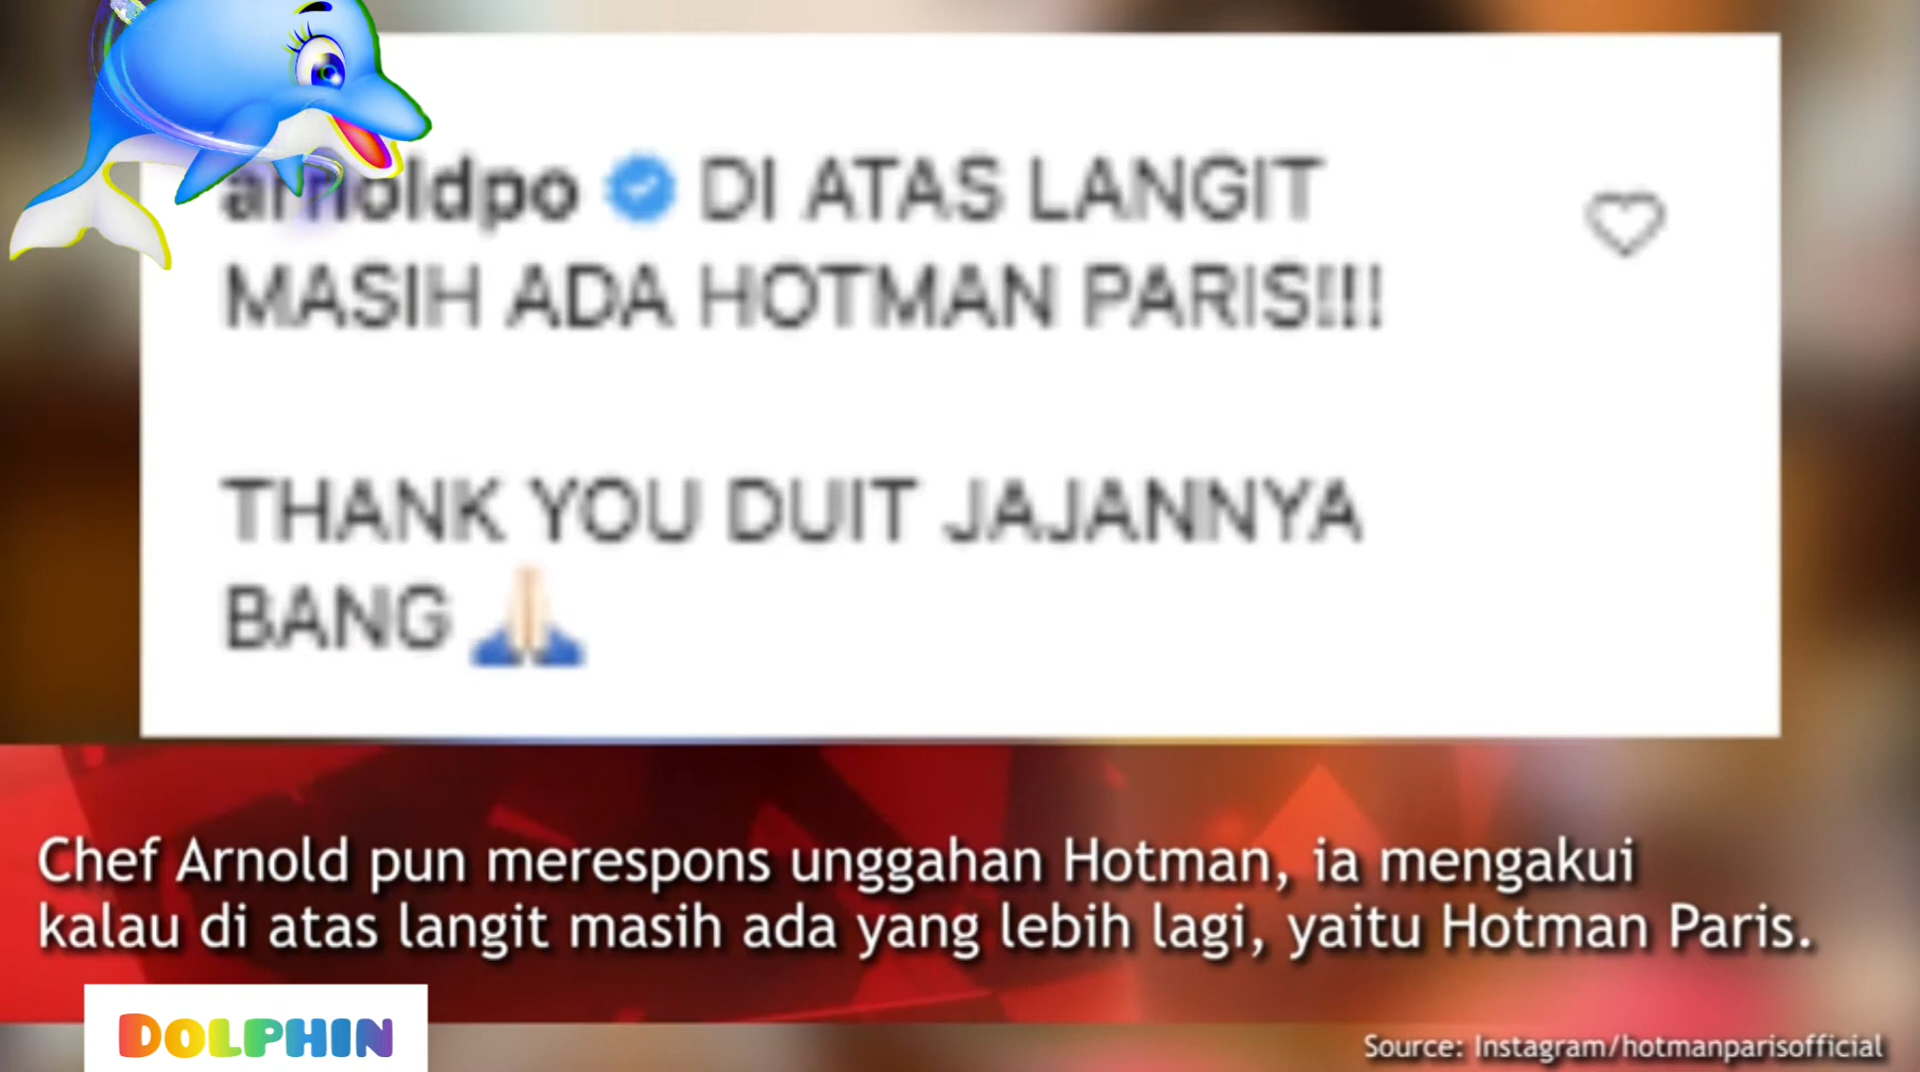 arnoldpo DI ATAS LANGIT
MASIH ADA HOTMAN PARIS!!!
THANK YOU DUIT JAJANNYA
BANG
Chef Arnold pun merespons unggahan Hotman, ia mengakui
kalau di atas langit masih ada yang lebih lagi, yaitu Hotman Paris.
DOLPHIN
Source: Instagram/hotmanparisofficial